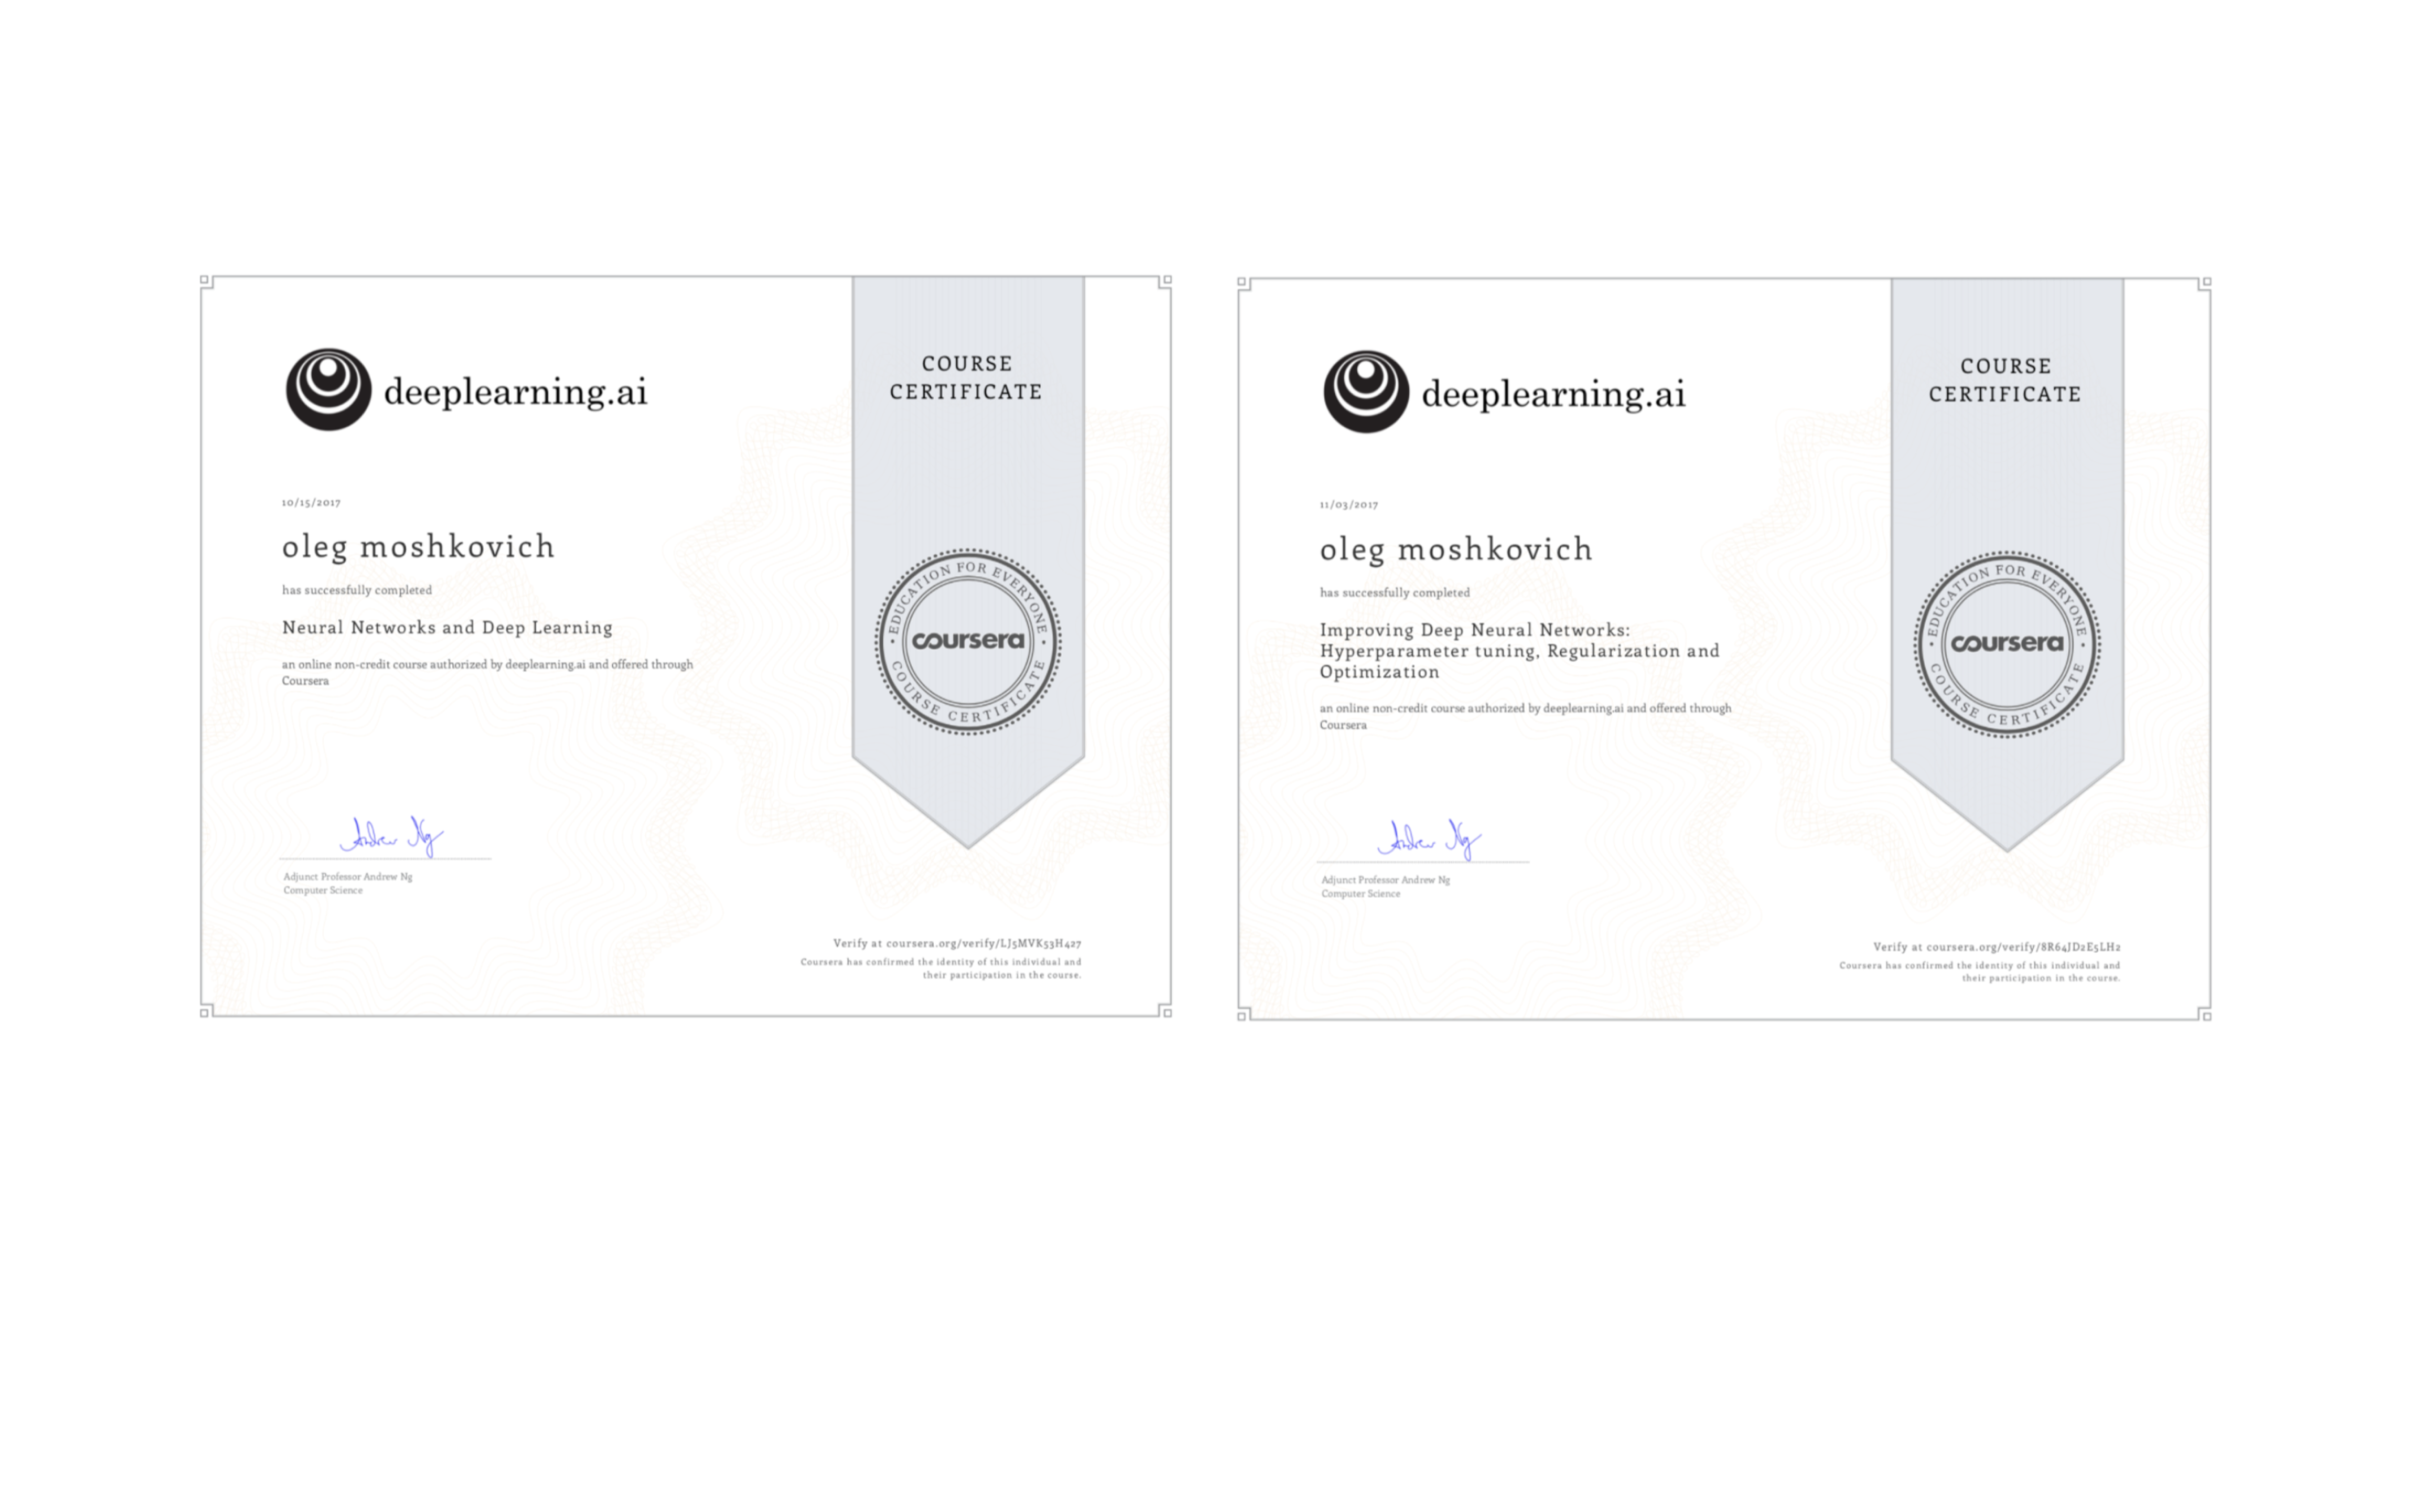 deeplearning.ai
COURSE
CERTIFICATE
10/15/2017
oleg moshkovich
has successfully completed
Neural Networks and Deep Learning
an online non-credit course authorized by deeplearning.ai and offered through
Coursera
EDUCATION FOR EVERYONE
coursera
COURSE CERTIFICATE
Andrew Ng
Adjunct Professor Andrew Ng
Computer Science
Verify at coursera.org/verify/LJ5MVK53H427
Coursera has confirmed the identity of this individual and
their participation in the course.
deeplearning.ai
COURSE
CERTIFICATE
11/03/2017
oleg moshkovich
has successfully completed
Improving Deep Neural Networks:
Hyperparameter tuning, Regularization and
Optimization
an online non-credit course authorized by deeplearning.ai and offered through
Coursera
EDUCATION FOR EVERYONE
coursera
COURSE CERTIFICATE
Andrew Ng
Adjunct Professor Andrew Ng
Computer Science
Verify at coursera.org/verify/8R64JD2E5LH2
Coursera has confirmed the identity of this individual and
their participation in the course.